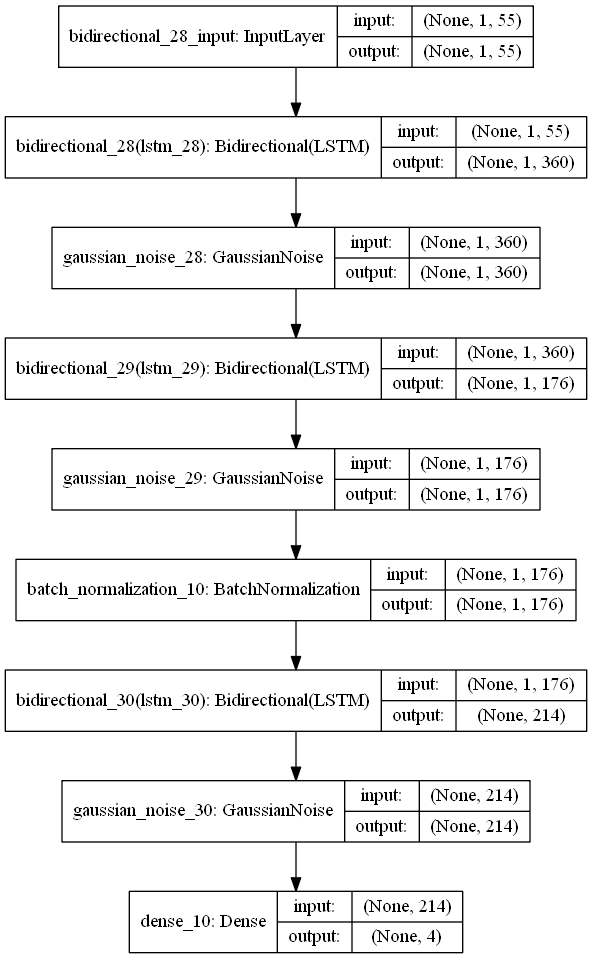 bidirectional_28_input: InputLayer
input: (None, 1, 55)
output: (None, 1, 55)
bidirectional_28(lstm_28): Bidirectional(LSTM)
input: (None, 1, 55)
output: (None, 1, 360)
gaussian_noise_28: GaussianNoise
input: (None, 1, 360)
output: (None, 1, 360)
bidirectional_29(lstm_29): Bidirectional(LSTM)
input: (None, 1, 360)
output: (None, 1, 176)
gaussian_noise_29: GaussianNoise
input: (None, 1, 176)
output: (None, 1, 176)
batch_normalization_10: BatchNormalization
input: (None, 1, 176)
output: (None, 1, 176)
bidirectional_30(lstm_30): Bidirectional(LSTM)
input: (None, 1, 176)
output: (None, 214)
gaussian_noise_30: GaussianNoise
input: (None, 214)
output: (None, 214)
dense_10: Dense
input: (None, 214)
output: (None, 4)